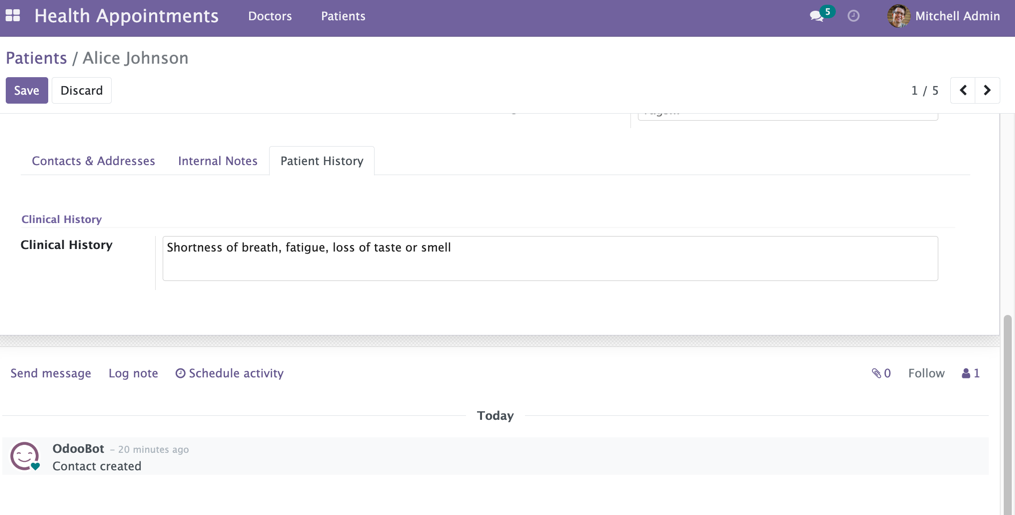 Health Appointments Doctors Patients 5 Mitchell Admin
Patients / Alice Johnson
Save Discard 1 / 5
Contacts & Addresses Internal Notes Patient History
Clinical History
Clinical History Shortness of breath, fatigue, loss of taste or smell
Send message Log note Schedule activity 0 Follow 1
Today
OdooBot - 20 minutes ago
Contact created